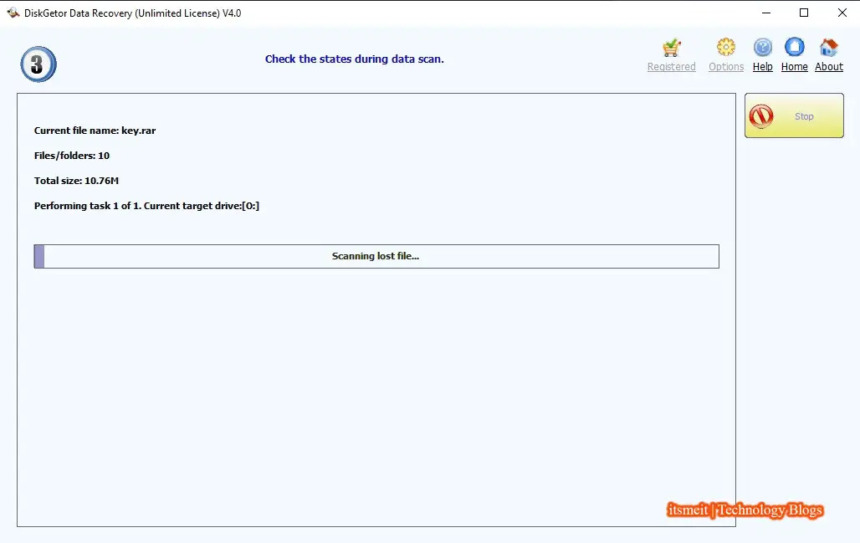 DiskGetor Data Recovery (Unlimited License) V4.0
3
Check the states during data scan.
Registered Options Help Home About
Stop
Current file name: key.rar
Files/folders: 10
Total size: 10.76M
Performing task 1 of 1. Current target drive:[O:]
Scanning lost file...
itsmeit | Technology Blogs